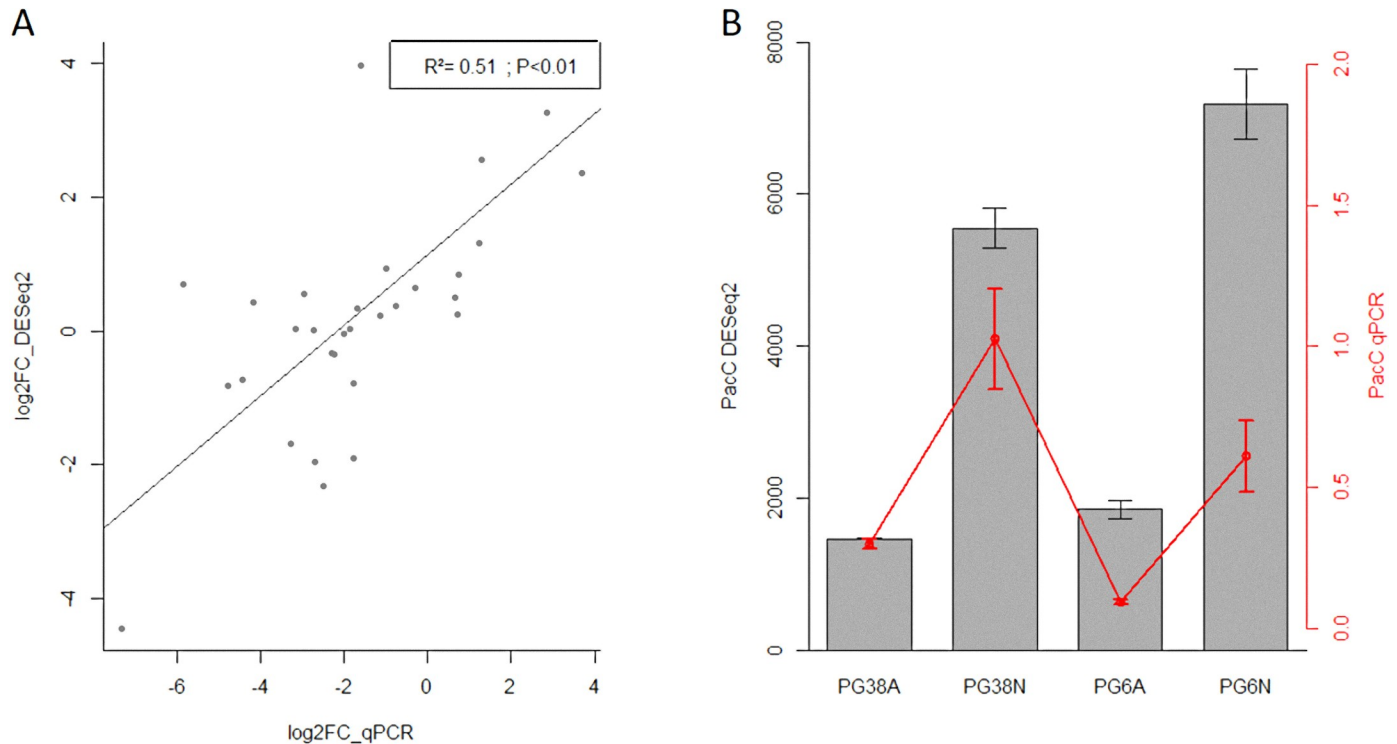 A
R²= 0.51 ; P<0.01
4
2
0
-2
-4
log2FC_DESeq2
-6
-4
-2
0
2
4
log2FC_qPCR
B
8000
6000
4000
2000
0
PacC DESeq2
2.0
1.5
1.0
0.5
0.0
PacC qPCR
PG38A
PG38N
PG6A
PG6N